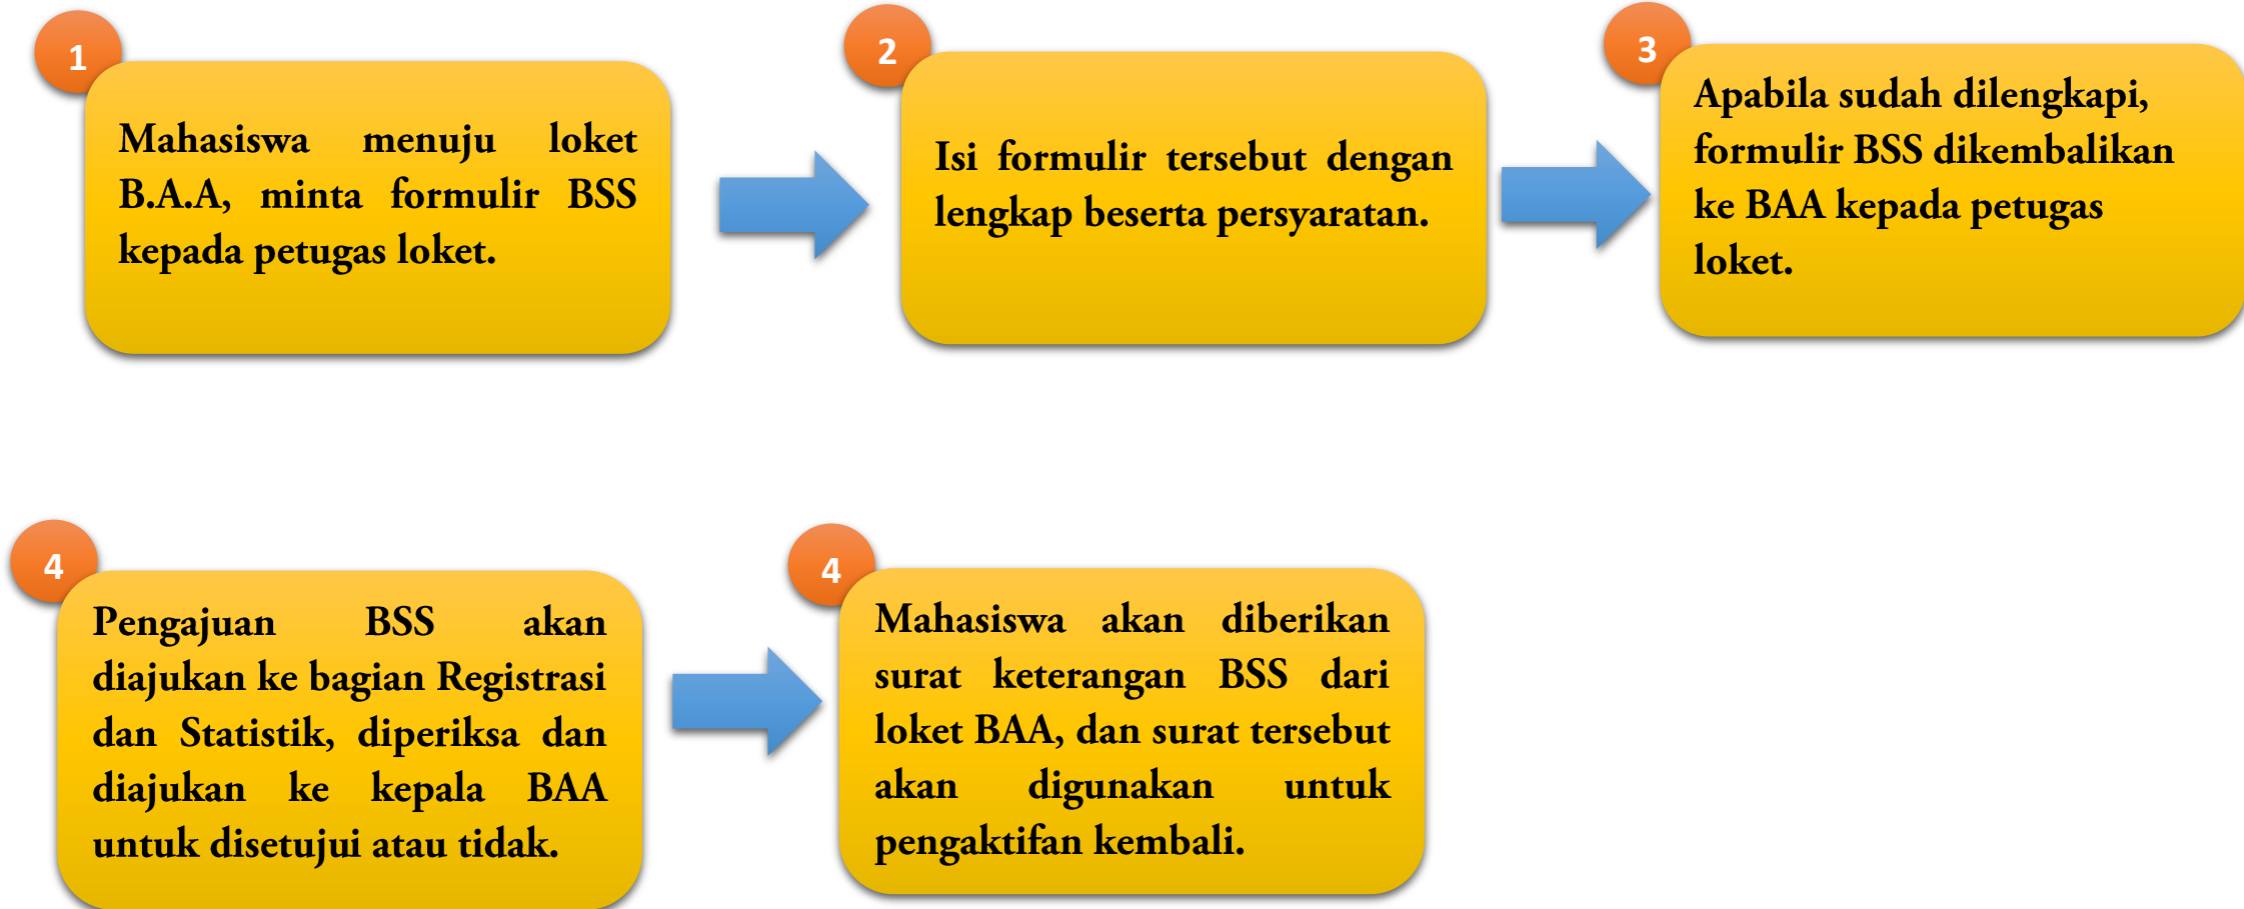 1
Mahasiswa menuju loket
B.A.A, minta formulir BSS
kepada petugas loket.
2
Isi formulir tersebut dengan
lengkap beserta persyaratan.
3
Apabila sudah dilengkapi,
formulir BSS dikembalikan
ke BAA kepada petugas
loket.
4
Pengajuan BSS akan
diajukan ke bagian Registrasi
dan Statistik, diperiksa dan
diajukan ke kepala BAA
untuk disetujui atau tidak.
4
Mahasiswa akan diberikan
surat keterangan BSS dari
loket BAA, dan surat tersebut
akan digunakan untuk
pengaktifan kembali.